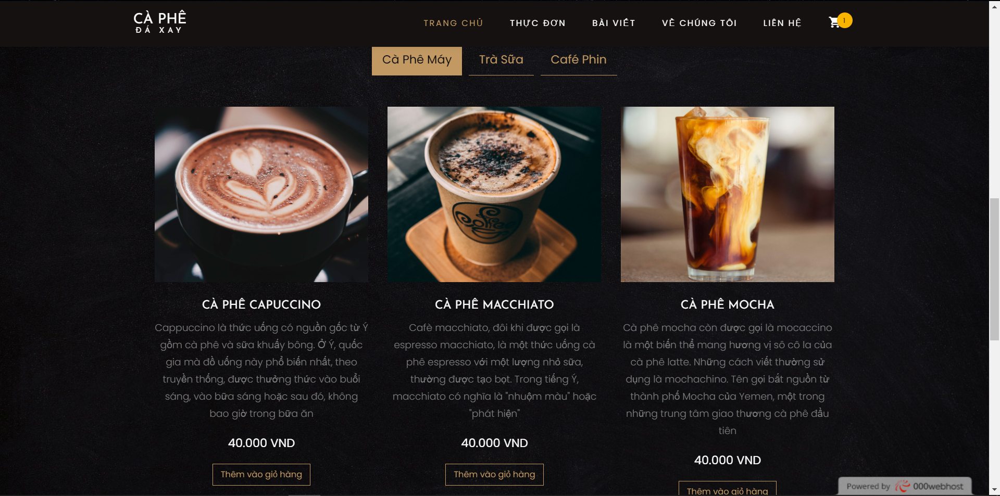 CÀ PHÊ
ĐÁ XAY
TRANG CHỦ
THỰC ĐƠN
BÀI VIẾT
VỀ CHÚNG TÔI
LIÊN HỆ
1
Cà Phê Máy
Trà Sữa
Café Phin
Coffee
CÀ PHÊ CAPUCCINO
Cappuccino là thức uống có nguồn gốc từ Ý
gồm cà phê và sữa khuấy bông. Ở Ý, quốc
gia mà đồ uống này phổ biến nhất, theo
truyền thống, được thưởng thức vào buổi
sáng, vào bữa sáng hoặc sau đó, không
bao giờ trong bữa ăn
40.000 VND
Thêm vào giỏ hàng
CÀ PHÊ MACCHIATO
Cafè macchiato, đôi khi được gọi là
espresso macchiato, là một thức uống cà
phê espresso với một lượng nhỏ sữa,
thường được tạo bọt. Trong tiếng Ý,
macchiato có nghĩa là "nhuộm màu" hoặc
"phát hiện"
40.000 VND
Thêm vào giỏ hàng
CÀ PHÊ MOCHA
Cà phê mocha còn được gọi là mocaccino
là một biến thể mang hương vị sô cô la của
cà phê latte. Những cách viết thường sử
dụng là mochachino. Tên gọi bắt nguồn từ
thành phố Mocha của Yemen, một trong
những trung tâm giao thương cà phê đầu
tiên
40.000 VND
Thêm vào giỏ hàng
Powered by 000webhost